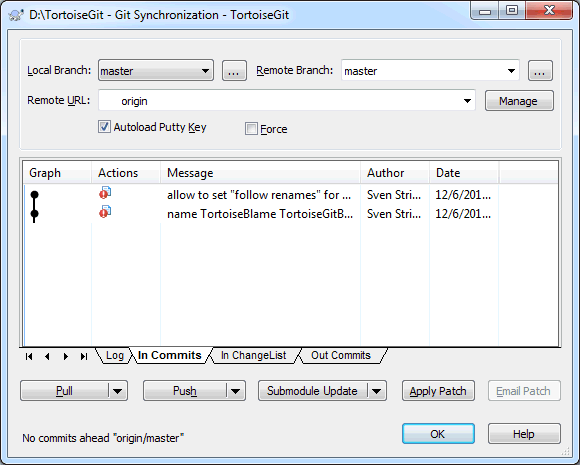 D:\TortoiseGit - Git Synchronization - TortoiseGit
Local Branch: master ... Remote Branch: master ...
Remote URL: origin Manage
Autoload Putty Key Force
Graph Actions Message Author Date
allow to set "follow renames" for ... Sven Stri... 12/6/201...
name TortoiseBlame TortoiseGitB... Sven Stri... 12/6/201...
Log In Commits In ChangeList Out Commits
Pull Push Submodule Update Apply Patch Email Patch
No commits ahead "origin/master" OK Help